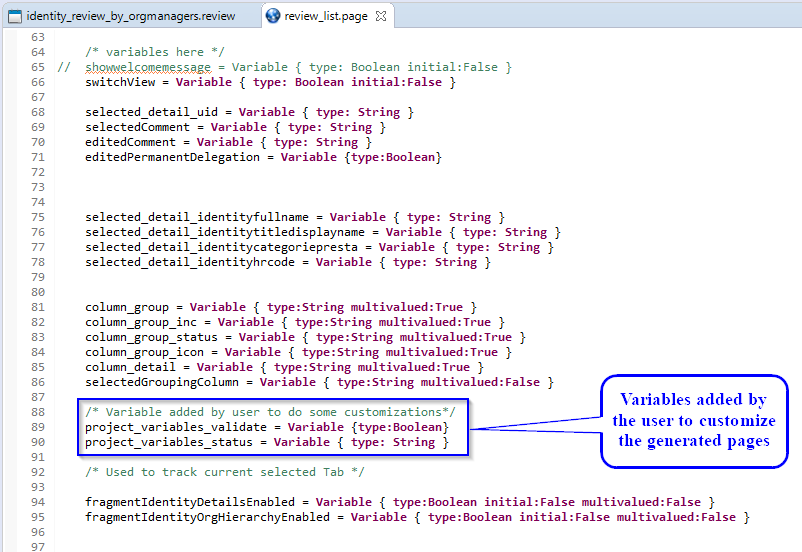 identity_review_by_orgmanagers.review review_list.page
63
64 /* variables here */
65 // showwelcomemessage = Variable { type: Boolean initial:False }
66 switchView = Variable { type: Boolean initial:False }
67
68 selected_detail_uid = Variable { type: String }
69 selectedComment = Variable { type: String }
70 editedComment = Variable { type: String }
71 editedPermanentDelegation = Variable {type:Boolean}
72
73
74
75 selected_detail_identityfullname = Variable { type: String }
76 selected_detail_identitytitledisplayname = Variable { type: String }
77 selected_detail_identitycategoriepresta = Variable { type: String }
78 selected_detail_identityhrcode = Variable { type: String }
79
80
81 column_group = Variable { type:String multivalued:True }
82 column_group_inc = Variable { type:String multivalued:True }
83 column_group_status = Variable { type:String multivalued:True }
84 column_group_icon = Variable { type:String multivalued:True }
85 column_detail = Variable { type:String multivalued:True }
86 selectedGroupingColumn = Variable { type:String multivalued:False }
87
88 /* Variable added by user to do some customizations*/
89 project_variables_validate = Variable {type:Boolean}
90 project_variables_status = Variable { type: String }
91
92 /* Used to track current selected Tab */
93
94 fragmentIdentityDetailsEnabled = Variable { type:Boolean initial:False multivalued:False }
95 fragmentIdentityOrgHierarchyEnabled = Variable { type:Boolean initial:False multivalued:False }
96
97
Variables added by
the user to customize
the generated pages